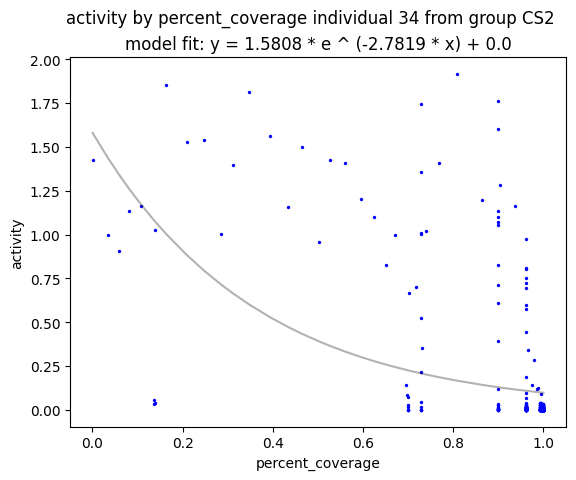 activity by percent_coverage individual 34 from group CS2
model fit: y = 1.5808 * e ^ (-2.7819 * x) + 0.0
2.00
1.75
1.50
1.25
1.00
0.75
0.50
0.25
0.00
activity
0.0 0.2 0.4 0.6 0.8 1.0
percent_coverage